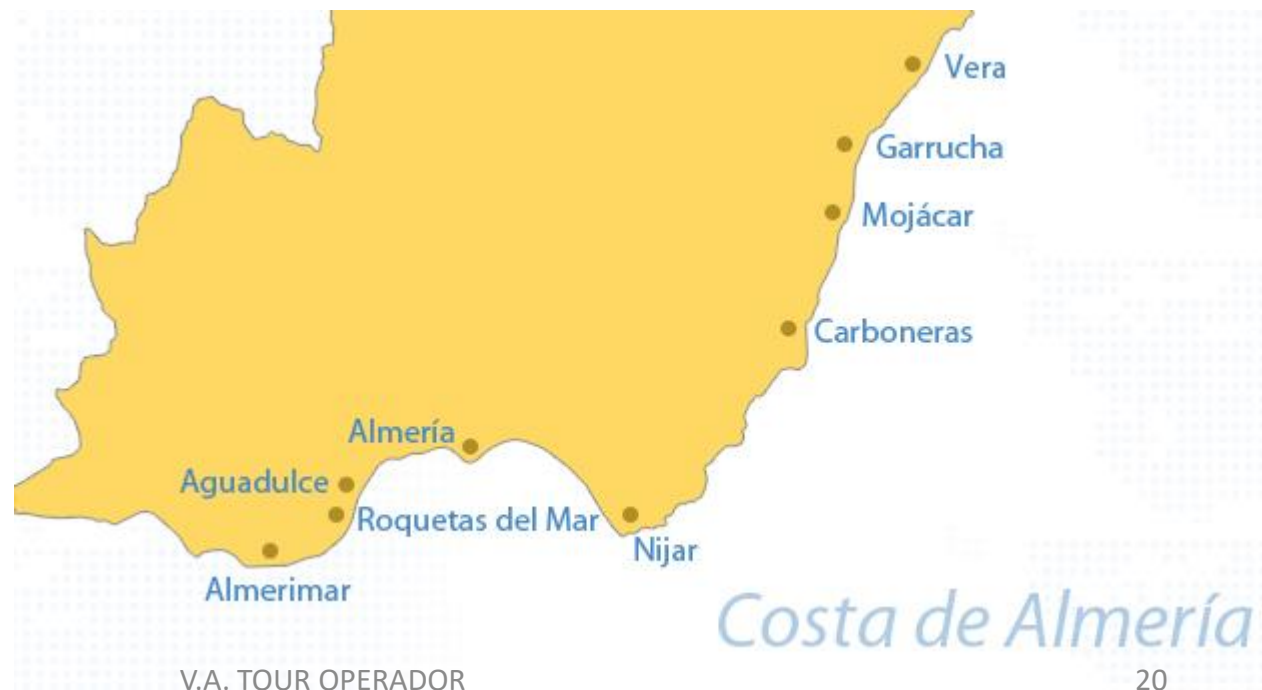 Vera
Garrucha
Mojácar
Carboneras
Almería
Aguadulce
Roquetas del Mar
Nijar
Almerimar
Costa de Almería
V.A. TOUR OPERADOR
20